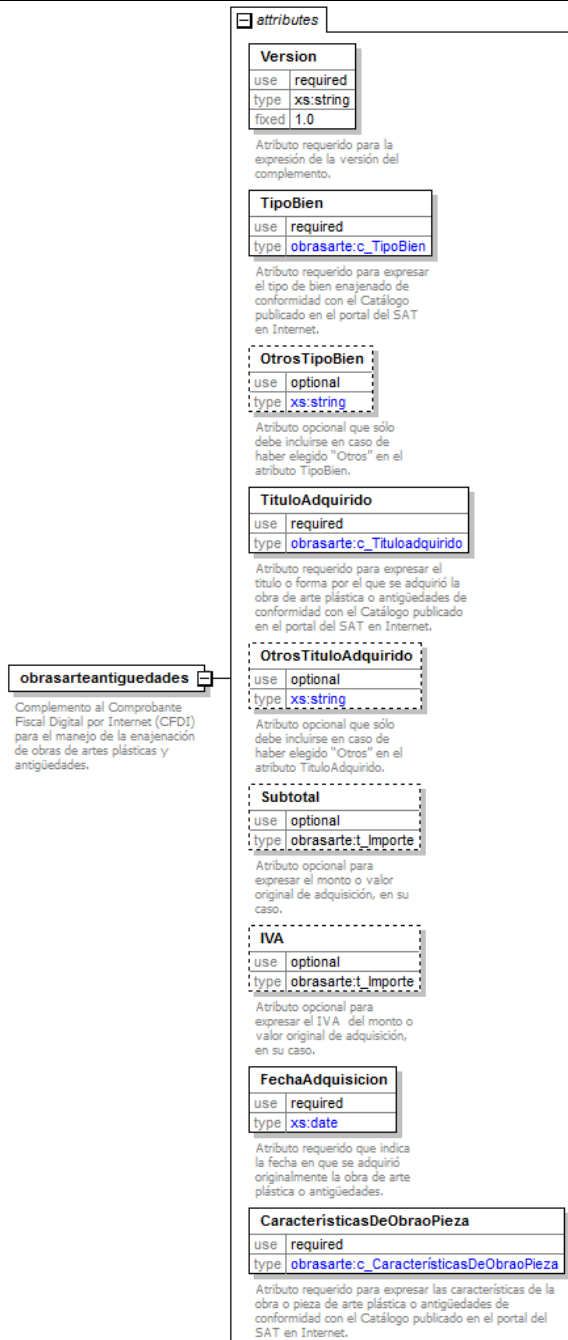 attributes
Version
use required
type xs:string
fixed 1.0
Atributo requerido para la
expresión de la versión del
complemento.
TipoBien
use required
type obrasarte:c_TipoBien
Atributo requerido para expresar
el tipo de bien enajenado de
conformidad con el Catálogo
publicado en el portal del SAT
en Internet.
OtrosTipoBien
use optional
type xs:string
Atributo opcional que sólo
debe incluirse en caso de
haber elegido "Otros" en el
atributo TipoBien.
TituloAdquirido
use required
type obrasarte:c_Tituloadquirido
Atributo requerido para expresar el
titulo o forma por el que se adquirió la
obra de arte plástica o antigüedades de
conformidad con el Catálogo publicado
en el portal del SAT en Internet.
obrasarteantiguedades
Complemento al Comprobante
Fiscal Digital por Internet (CFDI)
para el manejo de la enajenación
de obras de artes plásticas y
antigüedades.
OtrosTituloAdquirido
use optional
type xs:string
Atributo opcional que sólo
debe incluirse en caso de
haber elegido "Otros" en el
atributo TituloAdquirido.
Subtotal
use optional
type obrasarte:t_Importe
Atributo opcional para
expresar el monto o valor
original de adquisición, en su
caso.
IVA
use optional
type obrasarte:t_Importe
Atributo opcional para
expresar el IVA del monto o
valor original de adquisición,
en su caso.
FechaAdquisicion
use required
type xs:date
Atributo requerido que indica
la fecha en que se adquirió
originalmente la obra de arte
plástica o antigüedades.
CaracterísticasDeObraoPieza
use required
type obrasarte:c_CaracterísticasDeObraoPieza
Atributo requerido para expresar las características de la
obra o pieza de arte plástica o antigüedades de
conformidad con el Catálogo publicado en el portal del
SAT en Internet.